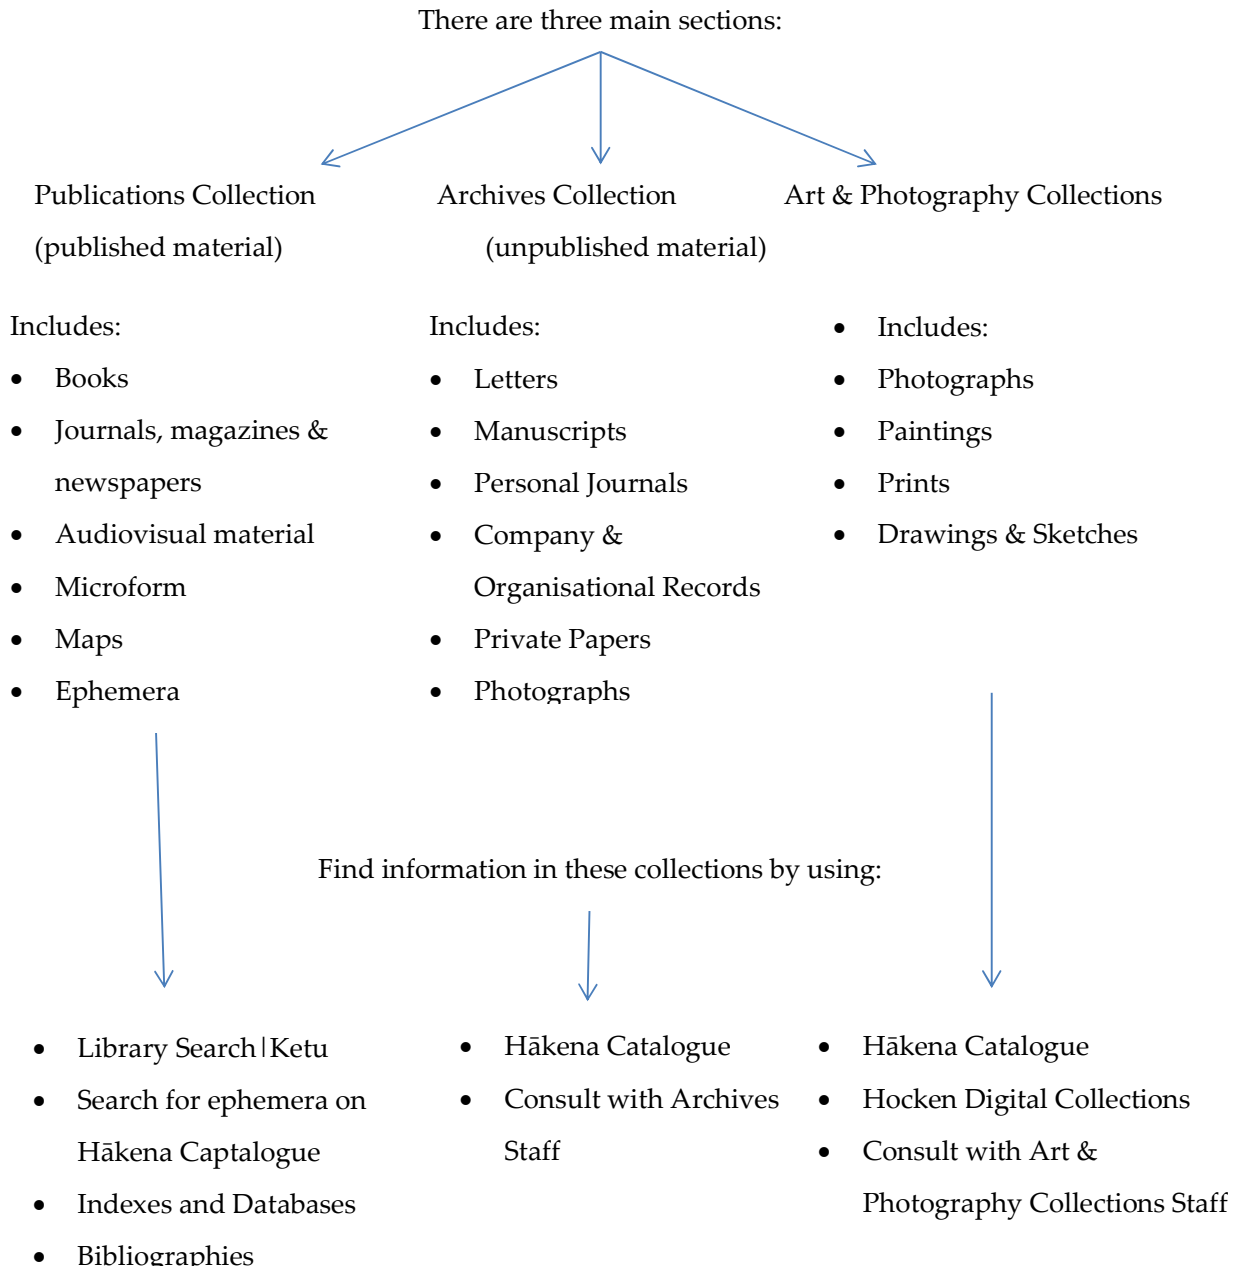 There are three main sections:
Publications Collection
(published material)
Archives Collection
(unpublished material)
Art & Photography Collections
Includes:
• Books
• Journals, magazines &
newspapers
• Audiovisual material
• Microform
• Maps
• Ephemera
Includes:
• Letters
• Manuscripts
• Personal Journals
• Company &
Organisational Records
• Private Papers
• Photographs
• Includes:
• Photographs
• Paintings
• Prints
• Drawings & Sketches
Find information in these collections by using:
• Library Search|Ketu
• Search for ephemera on
Hākena Captalogue
• Indexes and Databases
• Bibliographies
• Hākena Catalogue
• Consult with Archives
Staff
• Hākena Catalogue
• Hocken Digital Collections
• Consult with Art &
Photography Collections Staff